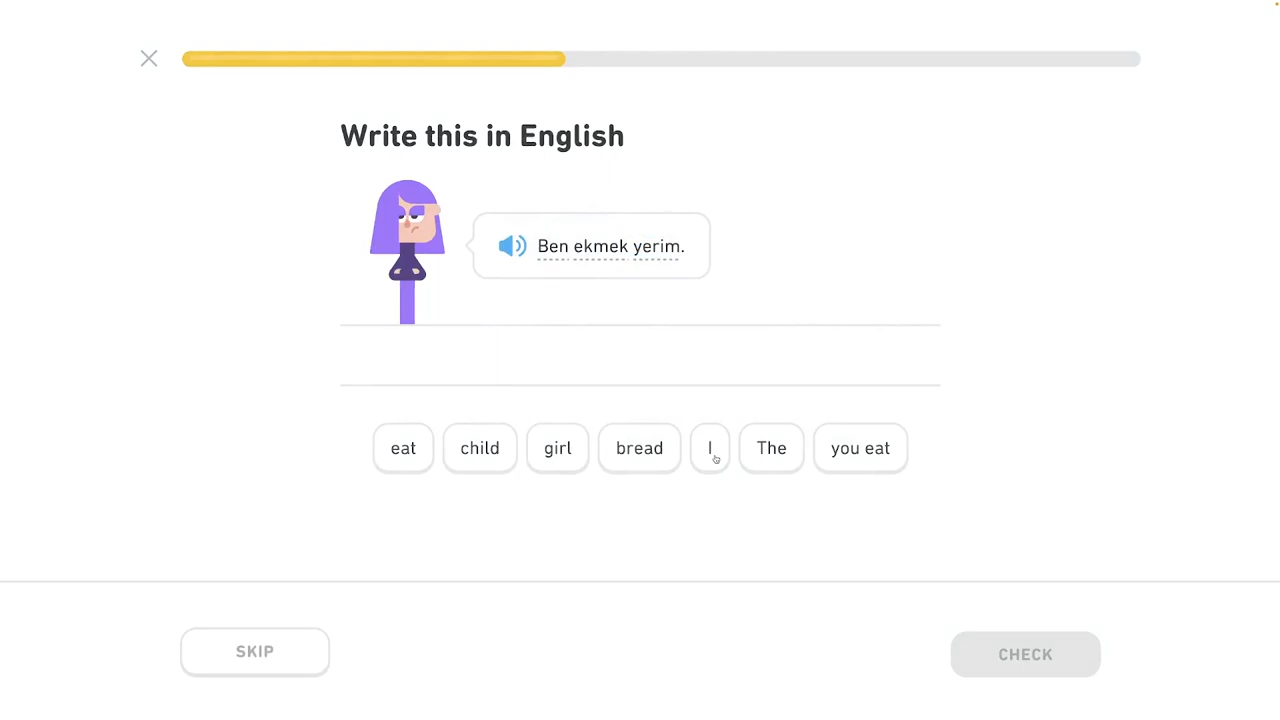 Write this in English
Ben ekmek yerim.
eat child girl bread I The you eat
SKIP CHECK